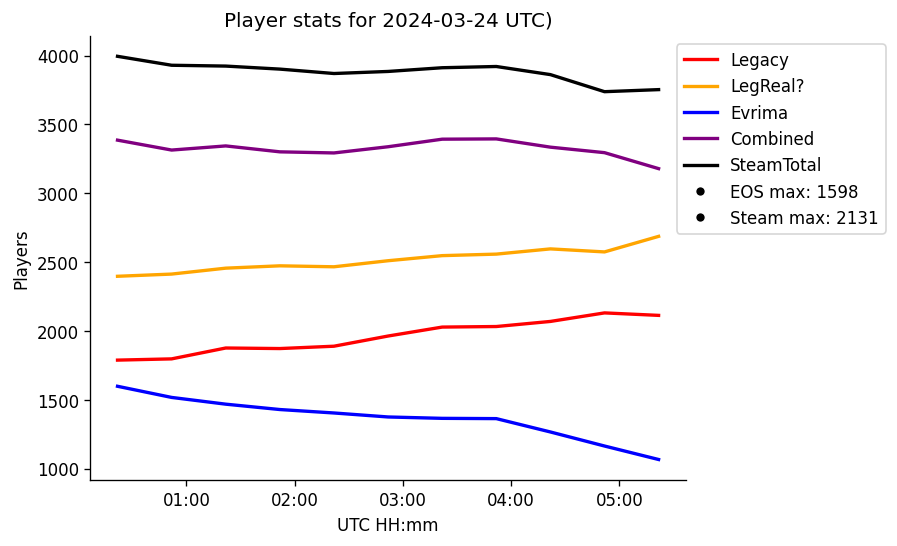 Player stats for 2024-03-24 UTC)
4000
3500
3000
2500
2000
1500
1000
Players
01:00 02:00 03:00 04:00 05:00
UTC HH:mm
Legacy
LegReal?
Evrima
Combined
SteamTotal
EOS max: 1598
Steam max: 2131